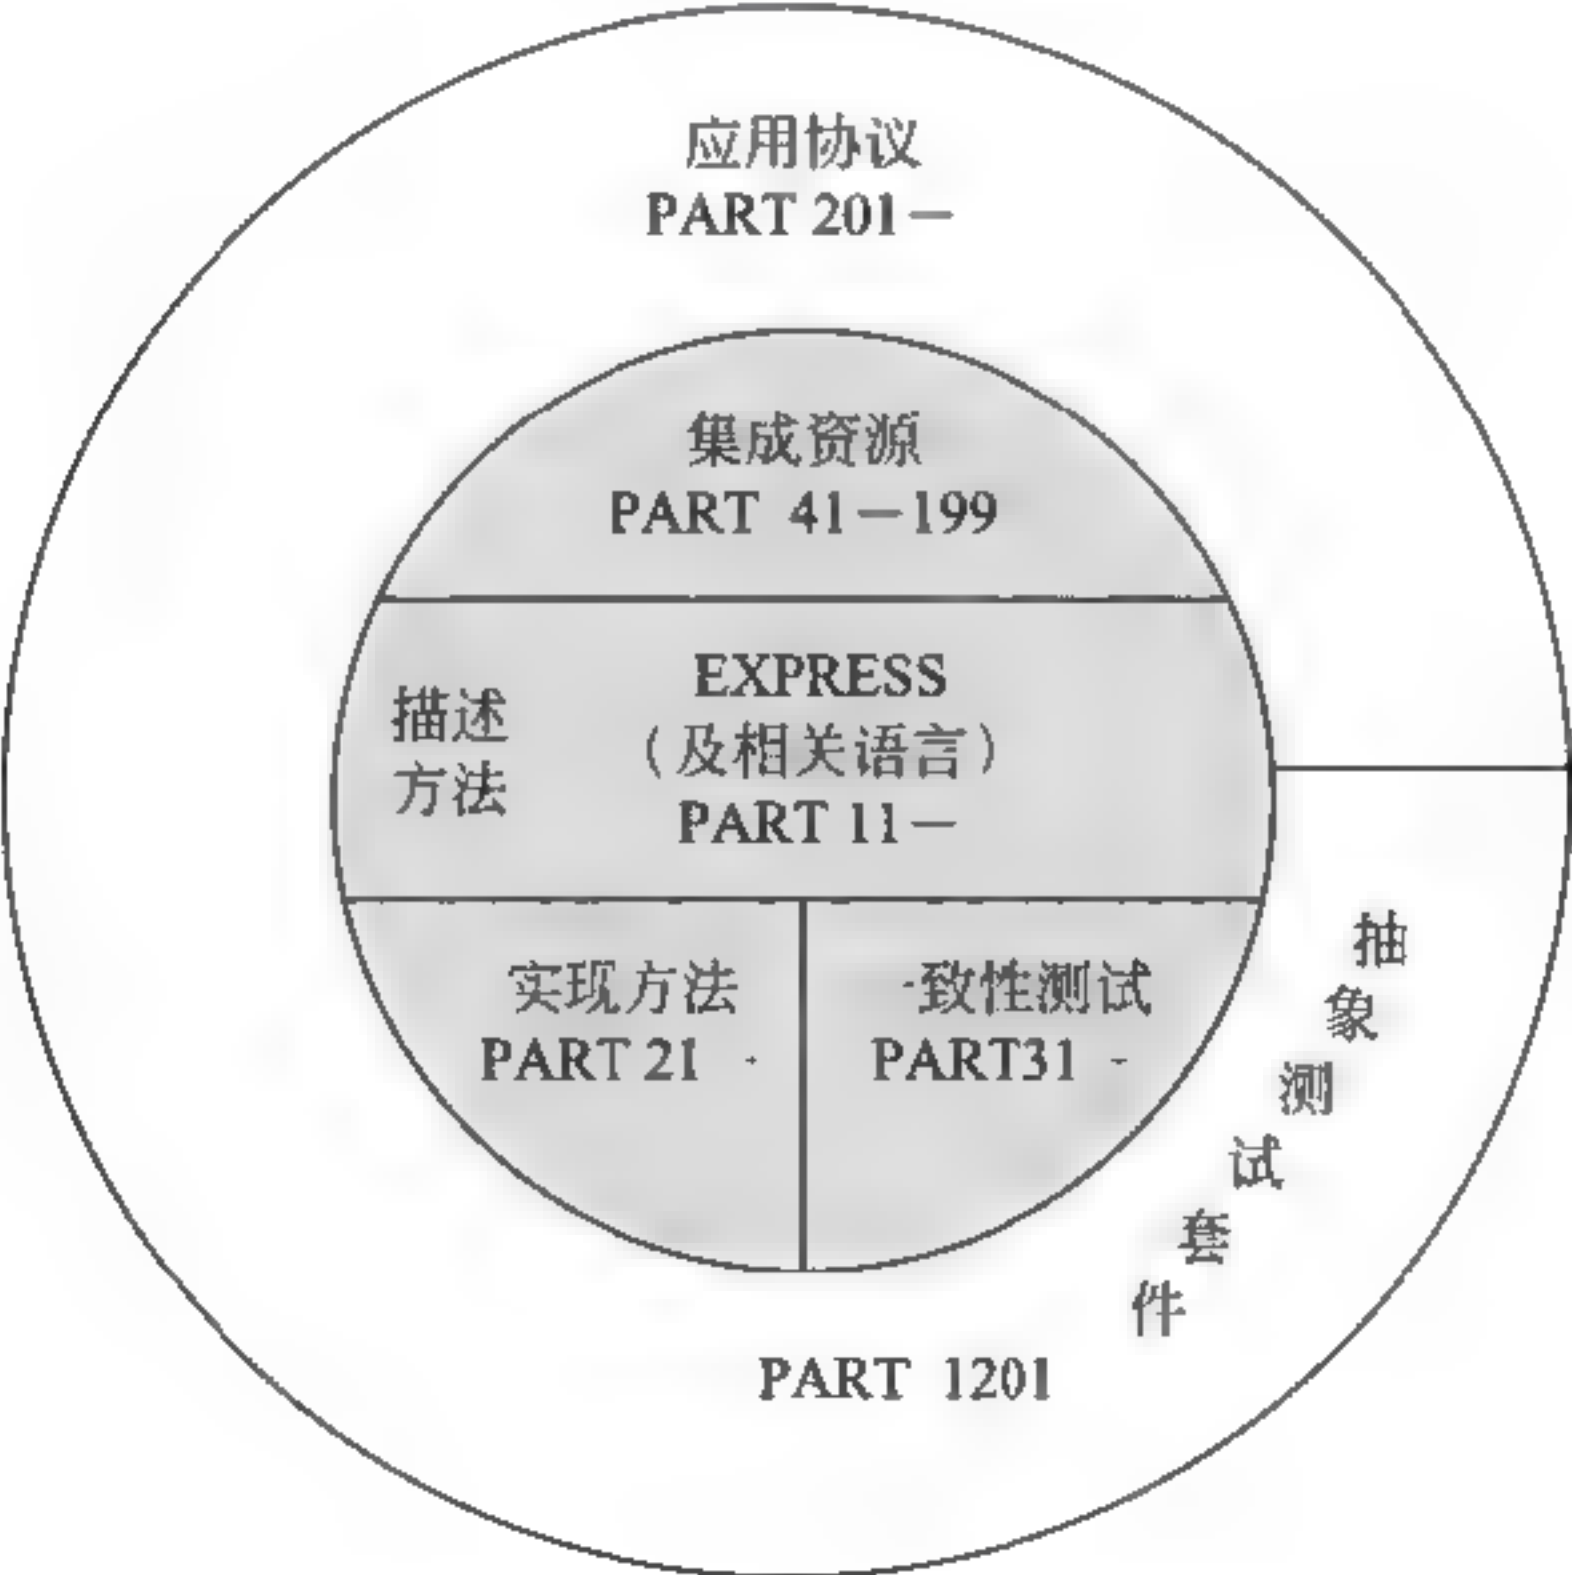 应用协议
PART 201—
集成资源
PART 41—199
描述
方法
EXPRESS
(及相关语言)
PART 11—
实现方法
PART 21 -
一致性测试
PART31 -
抽象测试套件
PART 1201